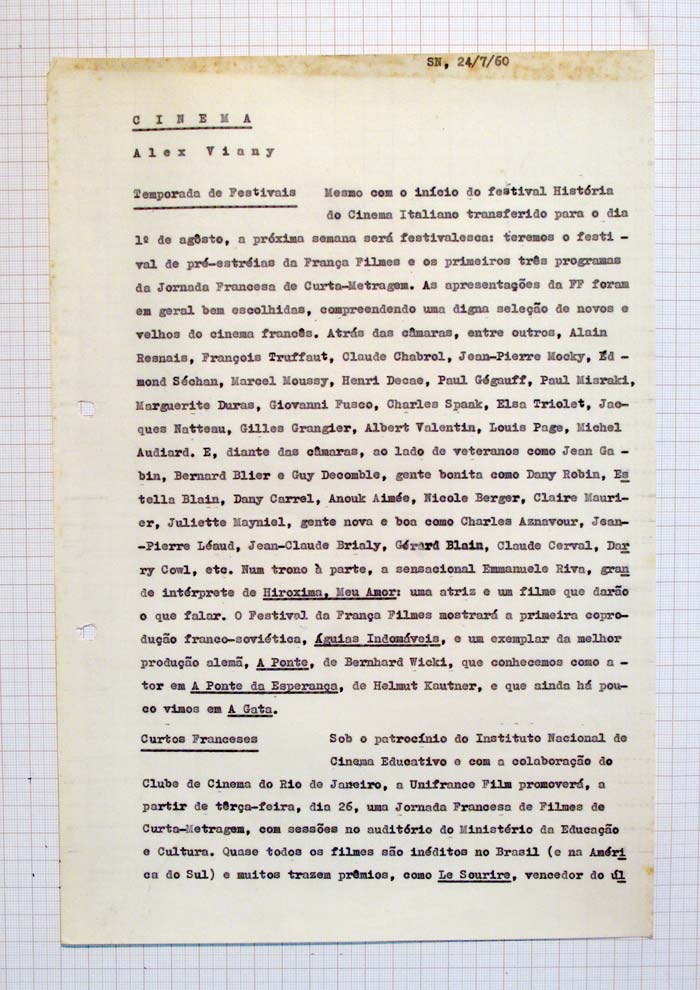 SN, 24/7/60
C I N E M A
A l e x  V i a n y
Temporada de Festivais Mesmo com o início do festival História
do Cinema Italiano transferido para o dia
1º de agôsto, a próxima semana será festivalesca: teremos o festi -
val de pré-estréias da França Filmes e os primeiros três programas
da Jornada Francesa de Curta-Metragem. As apresentações da FF foram
em geral bem escolhidas, compreendendo uma digna seleção de novos e
velhos do cinema francês. Atrás das câmaras, entre outros, Alain
Resnais, François Truffaut, Claude Chabrol, Jean-Pierre Mocky, Éd -
mond Séchan, Marcel Moussy, Henri Decae, Paul Gégauff, Paul Misraki,
Marguerite Duras, Giovanni Fusco, Charles Spaak, Elsa Triolet, Jac-
ques Natteau, Gilles Grangier, Albert Valentin, Louis Page, Michel
Audiard. E, diante das câmaras, ao lado de veteranos como Jean Ga -
bin, Bernard Blier e Guy Decomble, gente bonita como Dany Robin, Es
tella Blain, Dany Carrel, Anouk Aimée, Nicole Berger, Claire Mauri-
er, Juliette Mayniel, gente nova e boa como Charles Aznavour, Jean-
-Pierre Léaud, Jean-Claude Brialy, Gérard Blain, Claude Cerval, Dar
ry Cowl, etc. Num trono à parte, a sensacional Emmanuele Riva, gran
de intérprete de Hiroxima, Meu Amor: uma atriz e um filme que darão
o que falar. O Festival da França Filmes mostrará a primeira copro-
dução franco-soviética, Águias Indomáveis, e um exemplar da melhor
produção alemã, A Ponte, de Bernhard Wicki, que conhecemos como a -
tor em A Ponte da Esperança, de Helmut Kautner, e que ainda há pou-
co vimos em A Gata.
Curtos Franceses Sob o patrocínio do Instituto Nacional de
Cinema Educativo e com a colaboração do
Clube de Cinema do Rio de Janeiro, a Unifrance Film promoverá, a
partir de têrça-feira, dia 26, uma Jornada Francesa de Filmes de
Curta-Metragem, com sessões no auditório do Ministério da Educação
e Cultura. Quase todos os filmes são inéditos no Brasil (e na Améri
ca do Sul) e muitos trazem prêmios, como Le Sourire, vencedor do úl